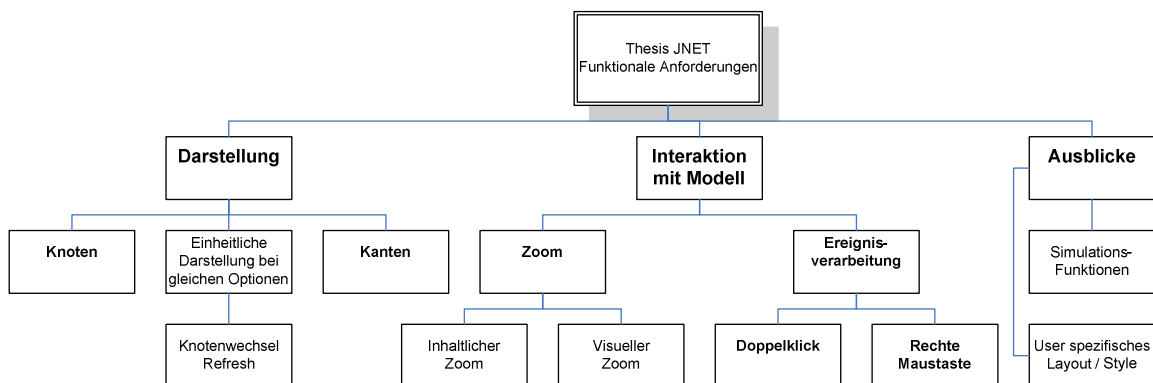 Thesis JNET
Funktionale Anforderungen
Darstellung
Interaktion
mit Modell
Ausblicke
Knoten
Einheitliche
Darstellung bei
gleichen Optionen
Kanten
Zoom
Ereignis-
verarbeitung
Simulations-
Funktionen
Knotenwechsel
Refresh
Inhaltlicher
Zoom
Visueller
Zoom
Doppelklick
Rechte
Maustaste
User spezifisches
Layout / Style